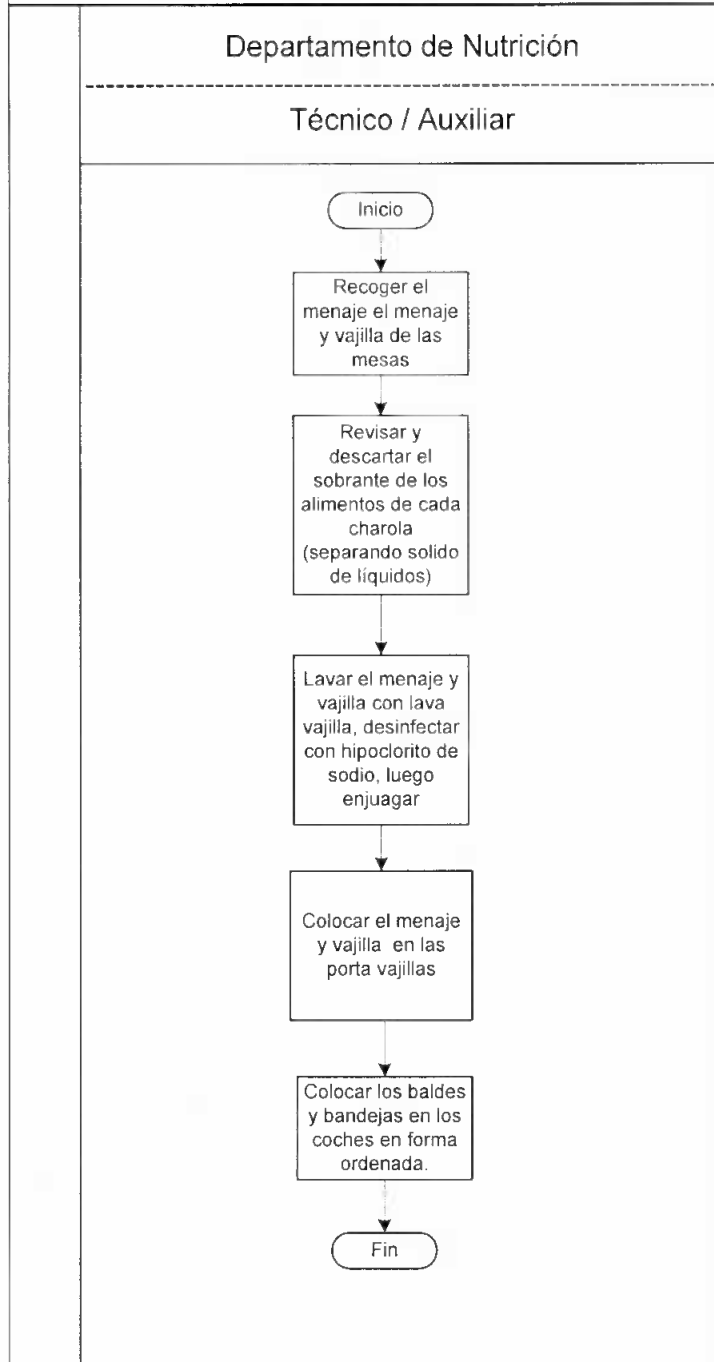 Departamento de Nutrición
Técnico / Auxiliar
Inicio
Recoger el
menaje el menaje
y vajilla de las
mesas
Revisar y
descartar el
sobrante de los
alimentos de cada
charola
(separando solido
de líquidos)
Lavar el menaje y
vajilla con lava
vajilla, desinfectar
con hipoclorito de
sodio, luego
enjuagar
Colocar el menaje
y vajilla en las
porta vajillas
Colocar los baldes
y bandejas en los
coches en forma
ordenada.
Fin